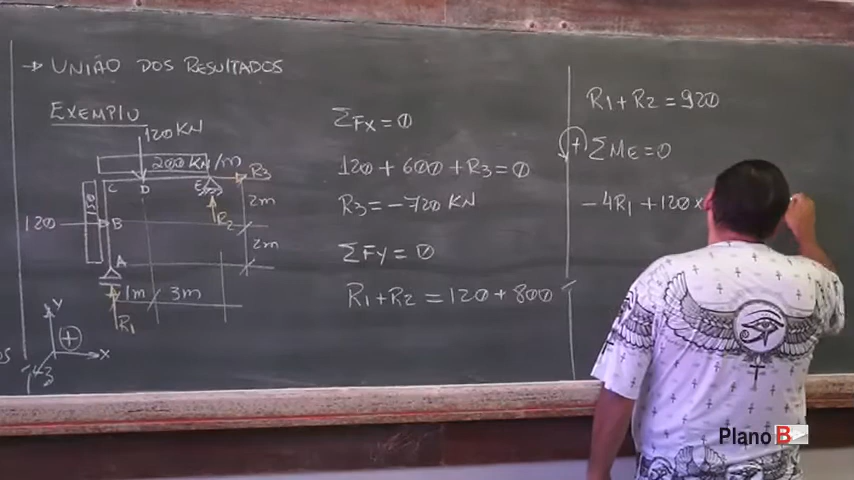 → UNIÃO DOS RESULTADOS
EXEMPLO
120 KN
200 KN/m
R3
C D E
2m
120 B
R2
2m
A
1m 3m
R1
Y
+
X
ΣFx = 0
120 + 600 + R3 = 0
R3 = -720 KN
ΣFy = 0
R1 + R2 = 120 + 800
R1 + R2 = 920
+ ΣME = 0
-4R1 + 120 x
Plano B